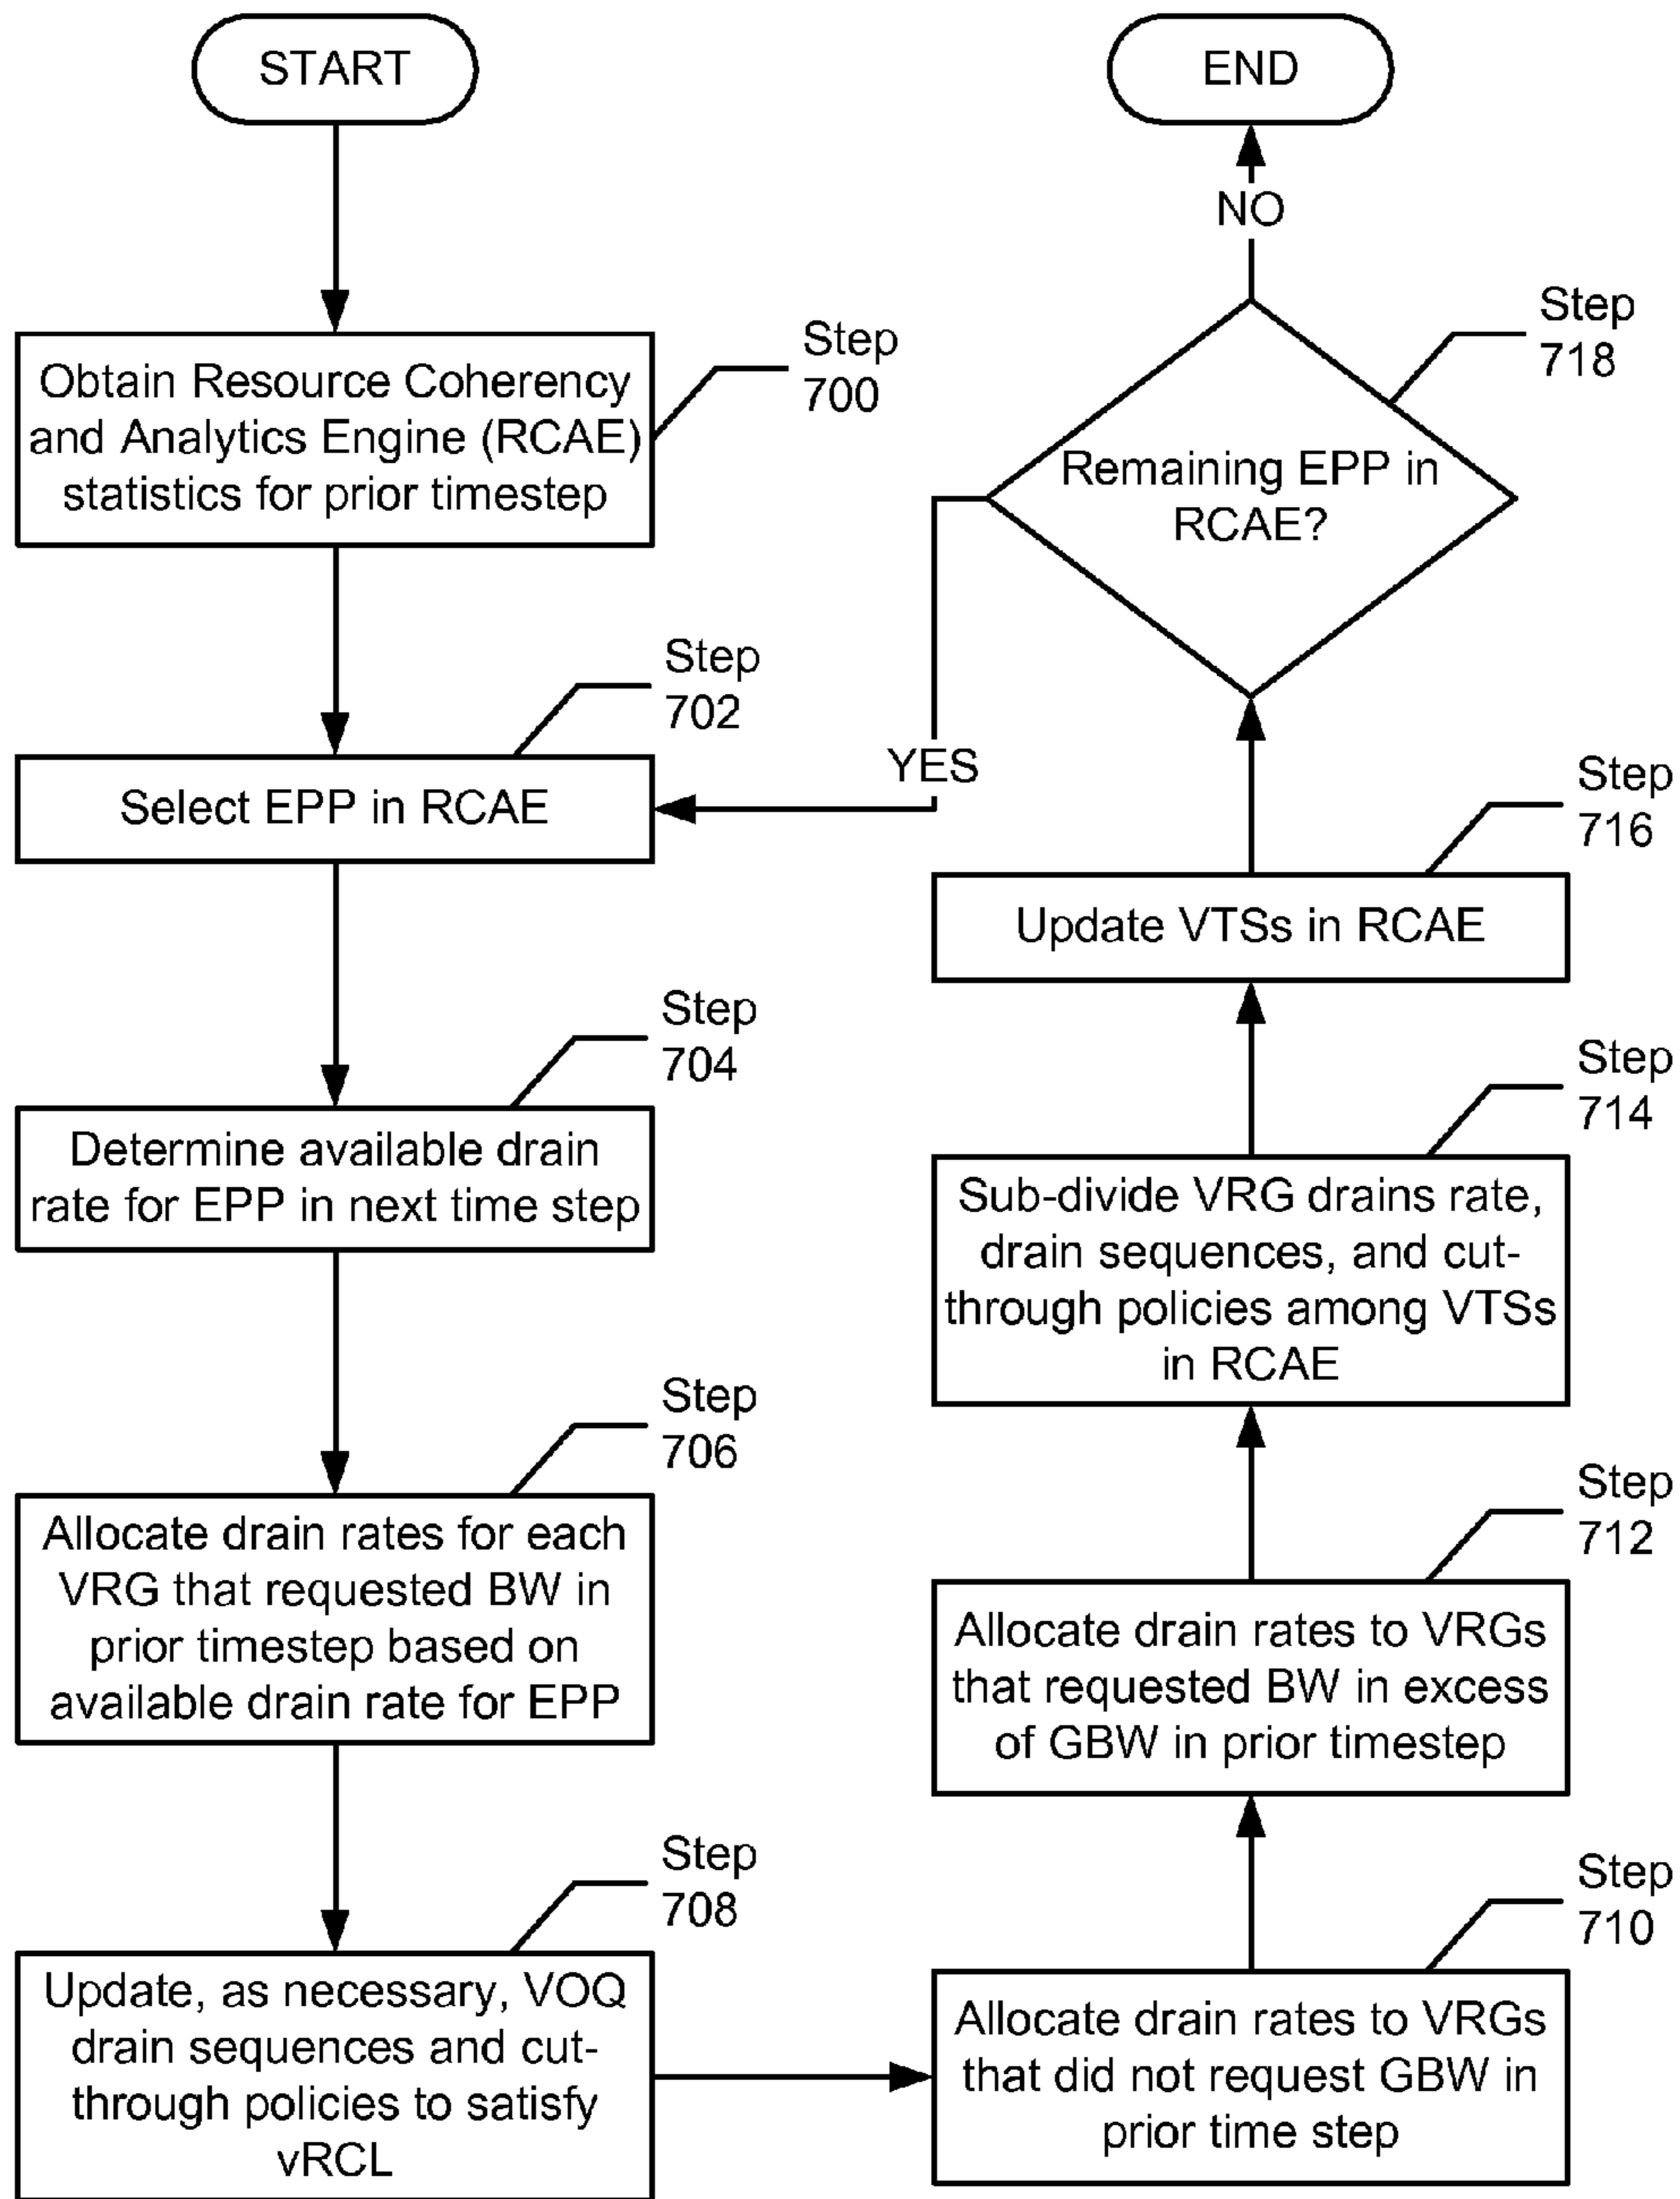 START
Obtain Resource Coherency
and Analytics Engine (RCAE)
statistics for prior timestep
Step
700
Select EPP in RCAE
Step
702
Determine available drain
rate for EPP in next time step
Step
704
Allocate drain rates for each
VRG that requested BW in
prior timestep based on
available drain rate for EPP
Step
706
Update, as necessary, VOQ
drain sequences and cut-
through policies to satisfy
vRCL
Step
708
Allocate drain rates to VRGs
that did not request GBW in
prior time step
Step
710
Allocate drain rates to VRGs
that requested BW in excess
of GBW in prior timestep
Step
712
Sub-divide VRG drains rate,
drain sequences, and cut-
through policies among VTSs
in RCAE
Step
714
Update VTSs in RCAE
Step
716
Remaining EPP in
RCAE?
Step
718
YES
NO
END